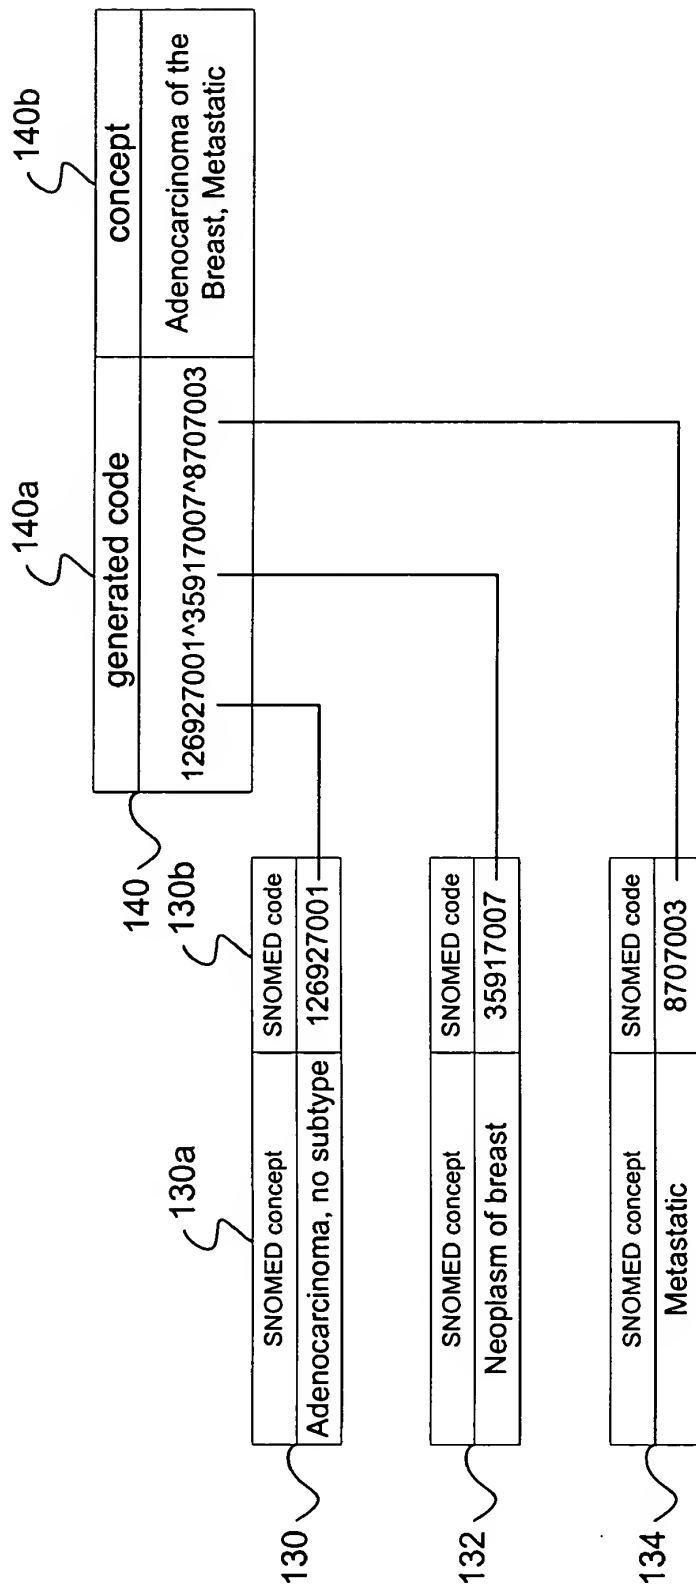 140a
140b
generated code
concept
126927001^35917007^8707003
Adenocarcinoma of the
Breast, Metastatic
140
130a
130b
SNOMED concept
SNOMED code
Adenocarcinoma, no subtype
126927001
130
SNOMED concept
SNOMED code
Neoplasm of breast
35917007
132
SNOMED concept
SNOMED code
Metastatic
8707003
134